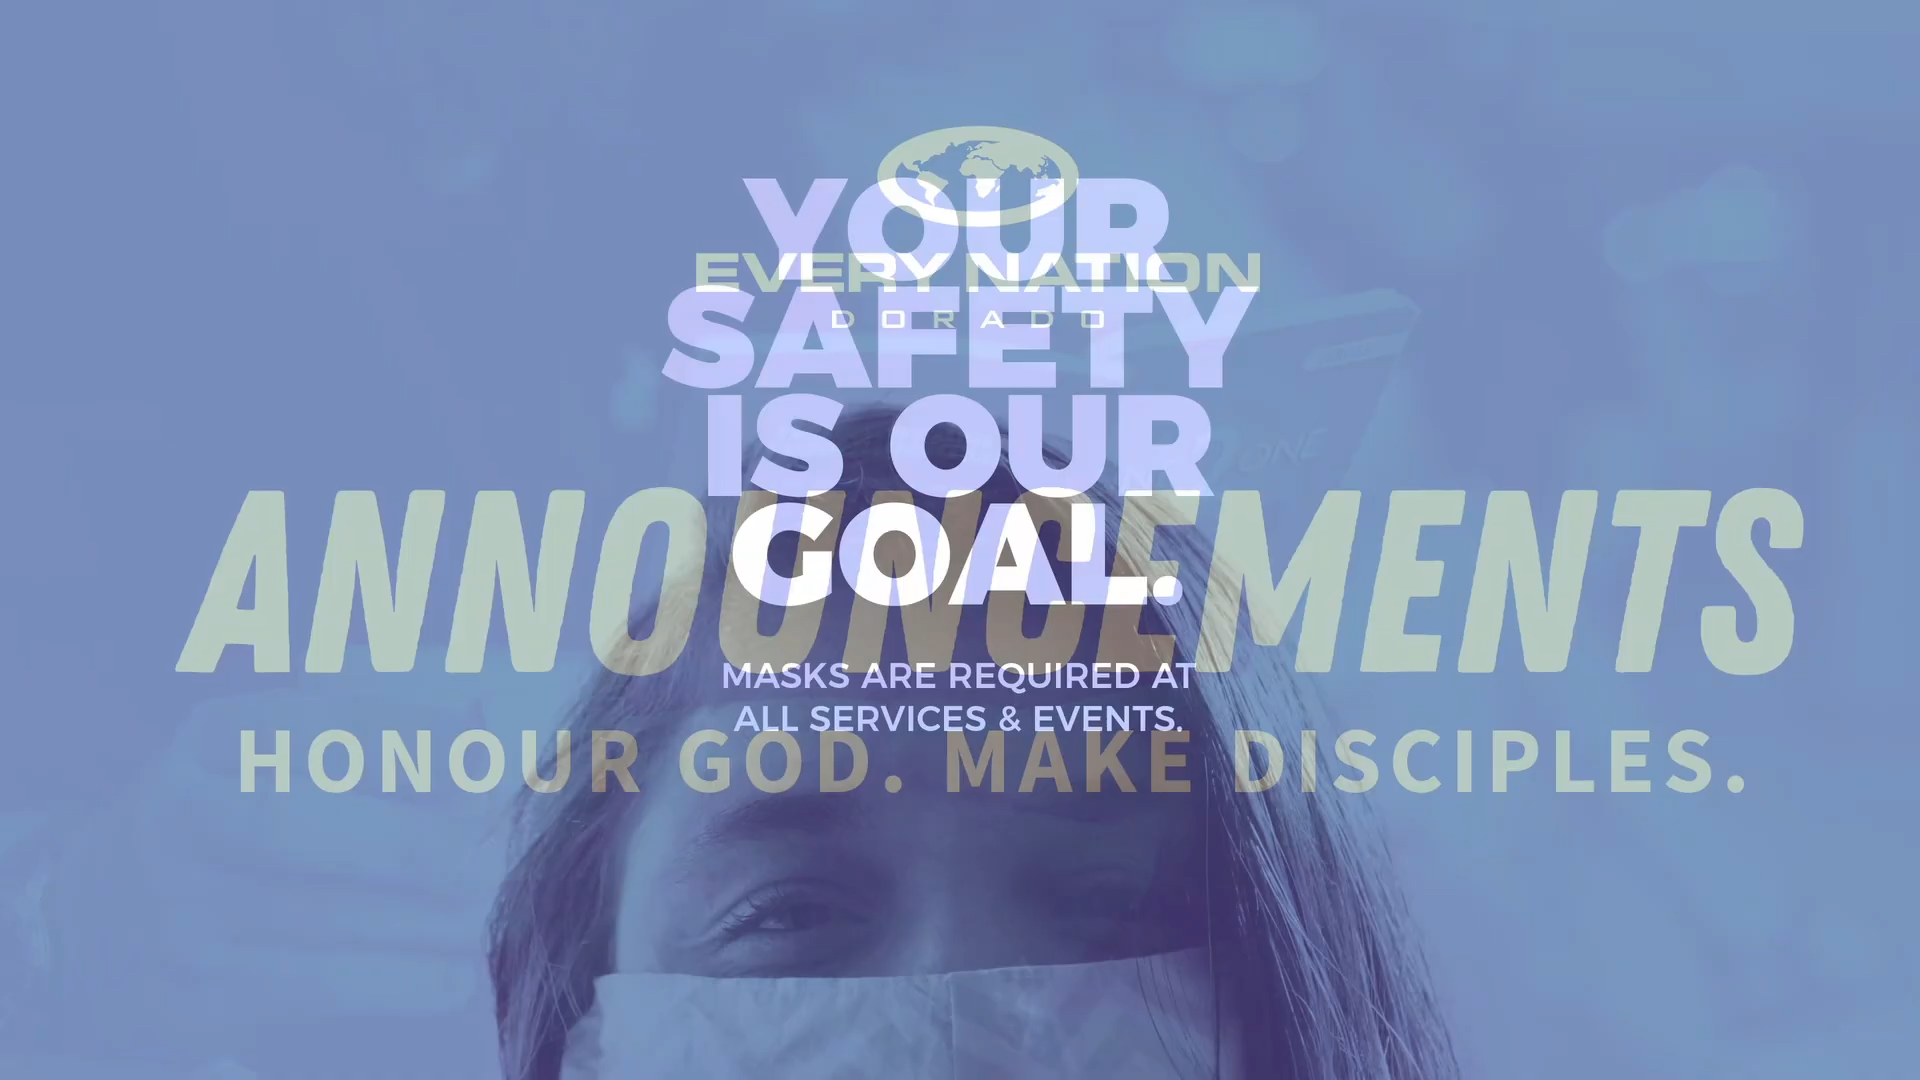 YOUR
EVERY NATION
SAFETY
DORADO
IS OUR
GOAL.
ANNOUNCEMENTS
MASKS ARE REQUIRED AT
ALL SERVICES & EVENTS.
HONOUR GOD. MAKE DISCIPLES.
ONE